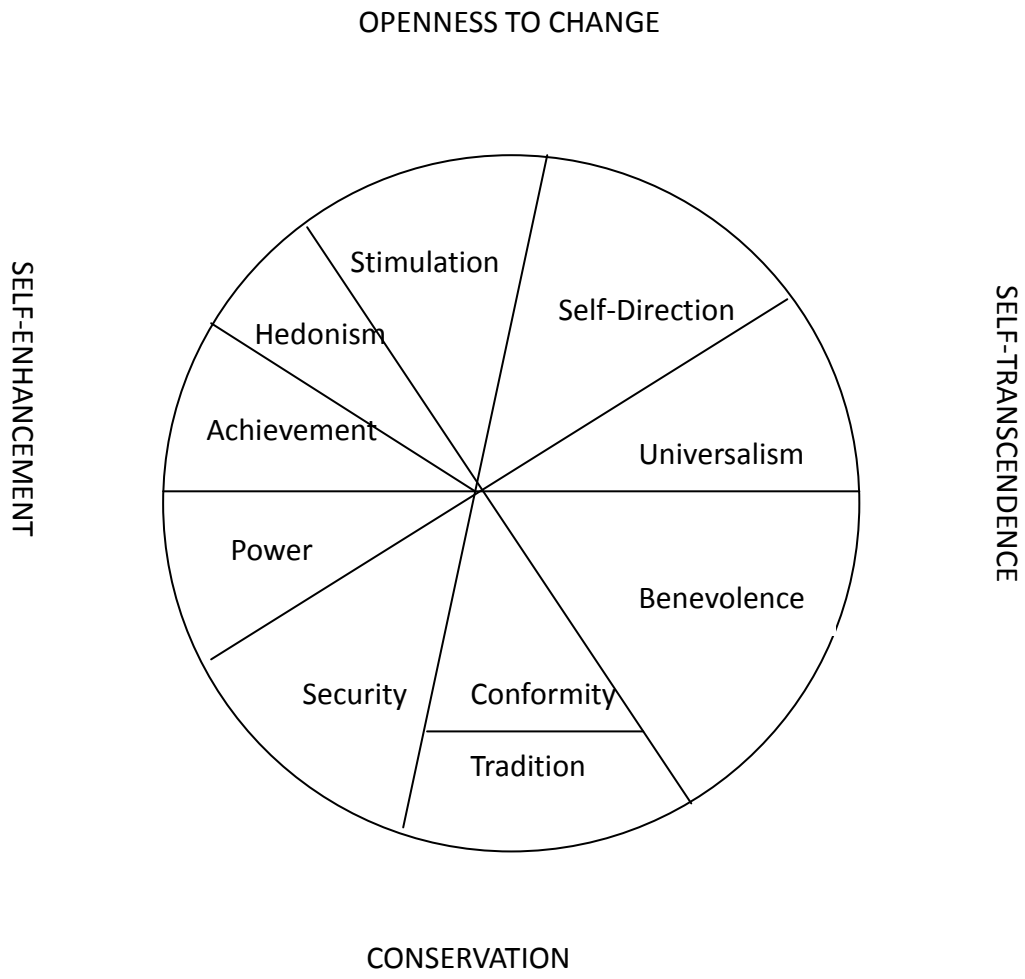 OPENNESS TO CHANGE
Stimulation
Self-Direction
Hedonism
Achievement
Universalism
Power
Benevolence
Security
Conformity
Tradition
SELF-ENHANCEMENT
SELF-TRANSCENDENCE
CONSERVATION